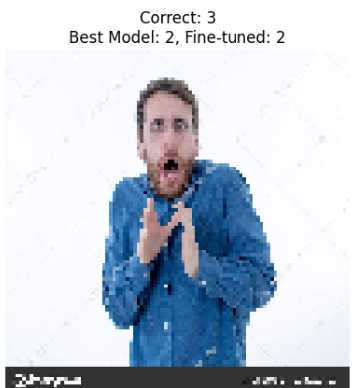 Correct: 3
Best Model: 2, Fine-tuned: 2